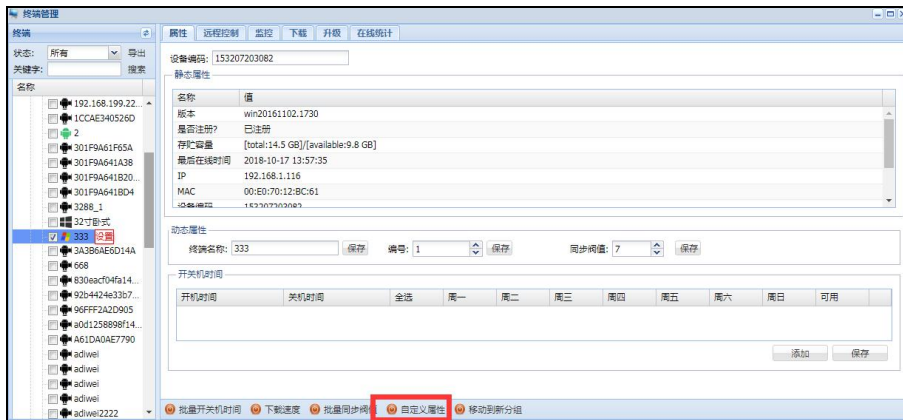 终端管理
终端
状态: 所有 导出
关键字: 搜索
名称
192.168.199.22...
1CCAE340526D
2
301F9A61F65A
301F9A641A38
301F9A641B20...
301F9A641BD4
3288_1
32寸卧式
333 设置
3A3B6AE6D14A
668
830eacf04fa14...
92b4424e33b7...
96FFF2A2D905
a0d1258898f14...
A61DA0AE7790
adiwei
adiwei
adiwei
adiwei
adiwei2222
属性 远程控制 监控 下载 升级 在线统计
设备编码: 153207203082
静态属性
名称 值
版本 win20161102.1730
是否注册? 已注册
存贮容量 [total:14.5 GB]/[available:9.8 GB]
最后在线时间 2018-10-17 13:57:35
IP 192.168.1.116
MAC 00:E0:70:12:BC:61
设备编码 153207203082
动态属性
终端名称: 333 保存 编号: 1 保存 同步阀值: 7 保存
开关机时间
开机时间 关机时间 全选 周一 周二 周三 周四 周五 周六 周日 可用
添加 保存
批量开关机时间 下载速度 批量同步阀值 自定义属性 移动到新分组